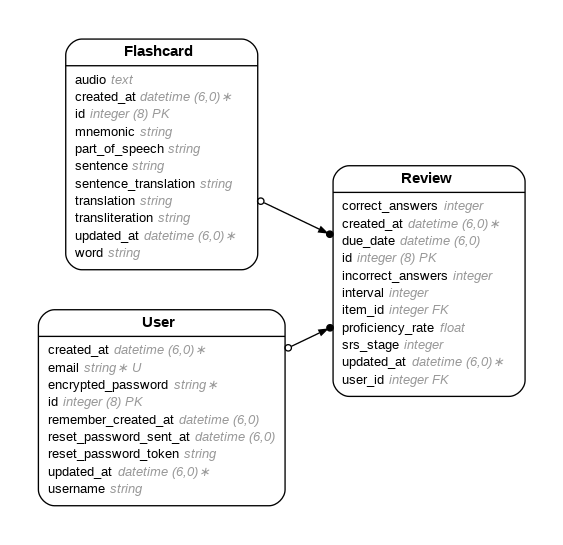 Flashcard
audio text
created_at datetime (6,0)∗
id integer (8) PK
mnemonic string
part_of_speech string
sentence string
sentence_translation string
translation string
transliteration string
updated_at datetime (6,0)∗
word string
Review
correct_answers integer
created_at datetime (6,0)∗
due_date datetime (6,0)
id integer (8) PK
incorrect_answers integer
interval integer
item_id integer FK
proficiency_rate float
srs_stage integer
updated_at datetime (6,0)∗
user_id integer FK
User
created_at datetime (6,0)∗
email string∗ U
encrypted_password string∗
id integer (8) PK
remember_created_at datetime (6,0)
reset_password_sent_at datetime (6,0)
reset_password_token string
updated_at datetime (6,0)∗
username string